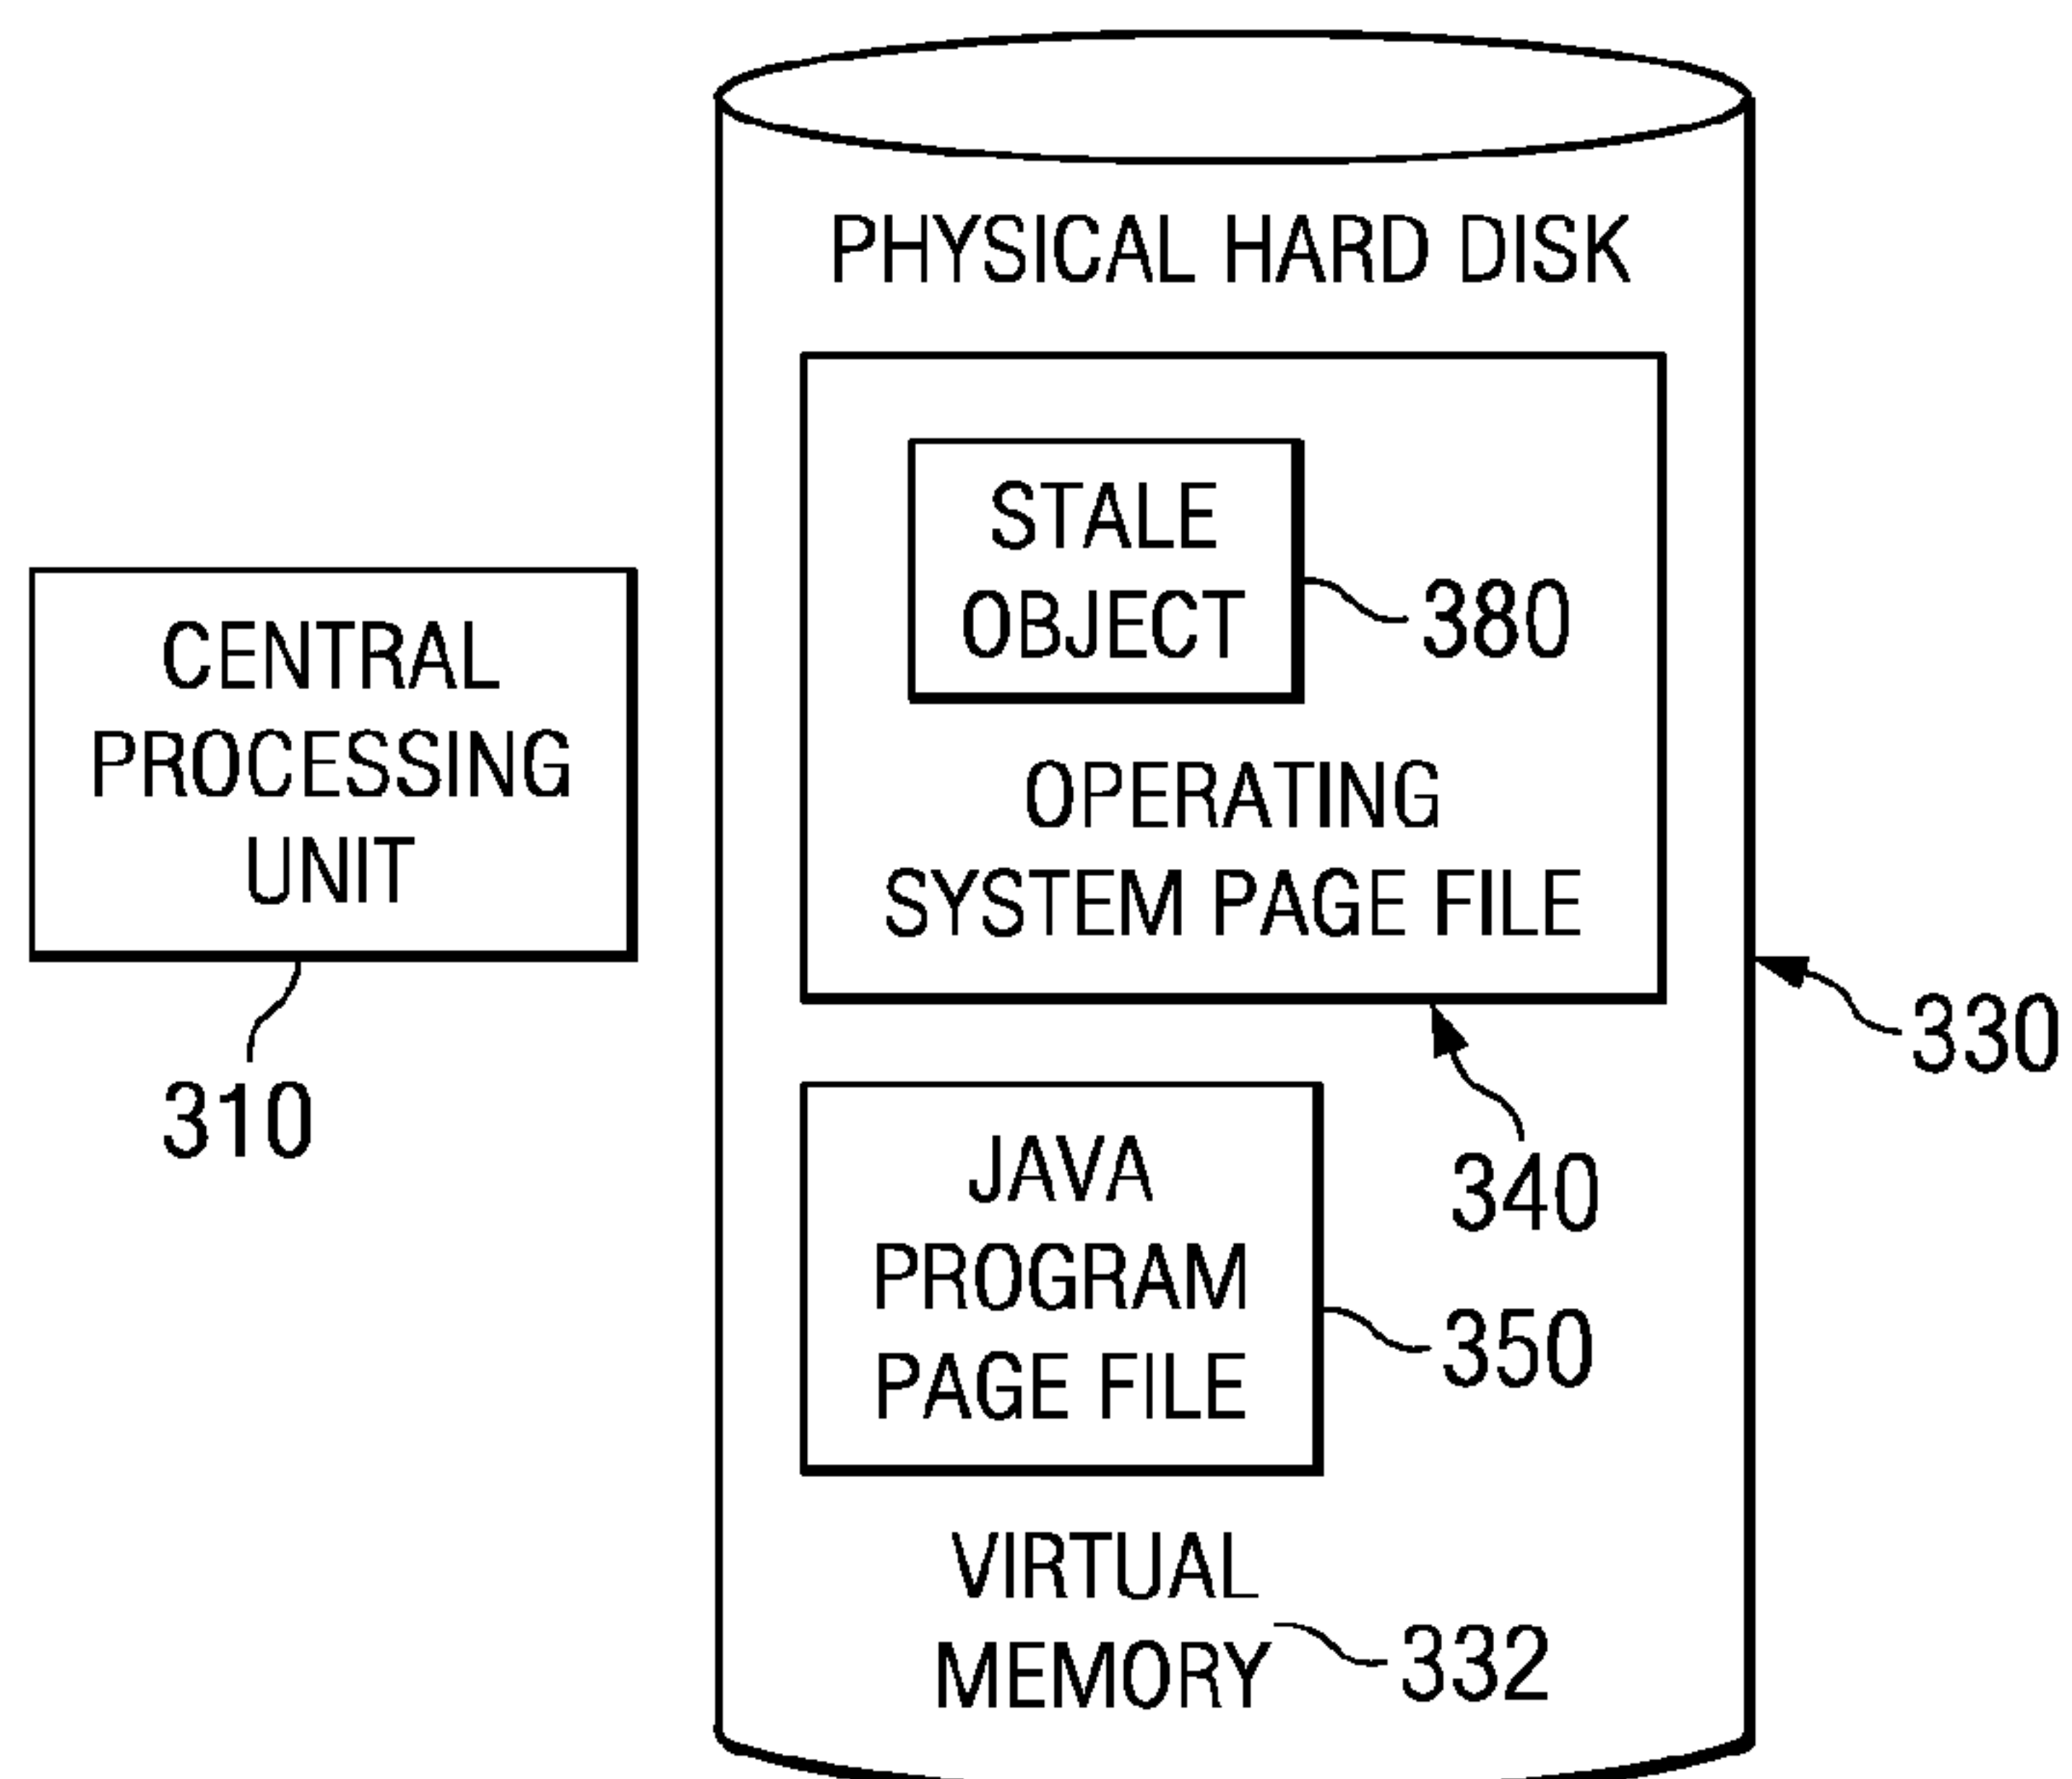 PHYSICAL HARD DISK
STALE
OBJECT
380
OPERATING
SYSTEM PAGE FILE
340
330
CENTRAL
PROCESSING
UNIT
310
JAVA
PROGRAM
PAGE FILE
350
VIRTUAL
MEMORY
332